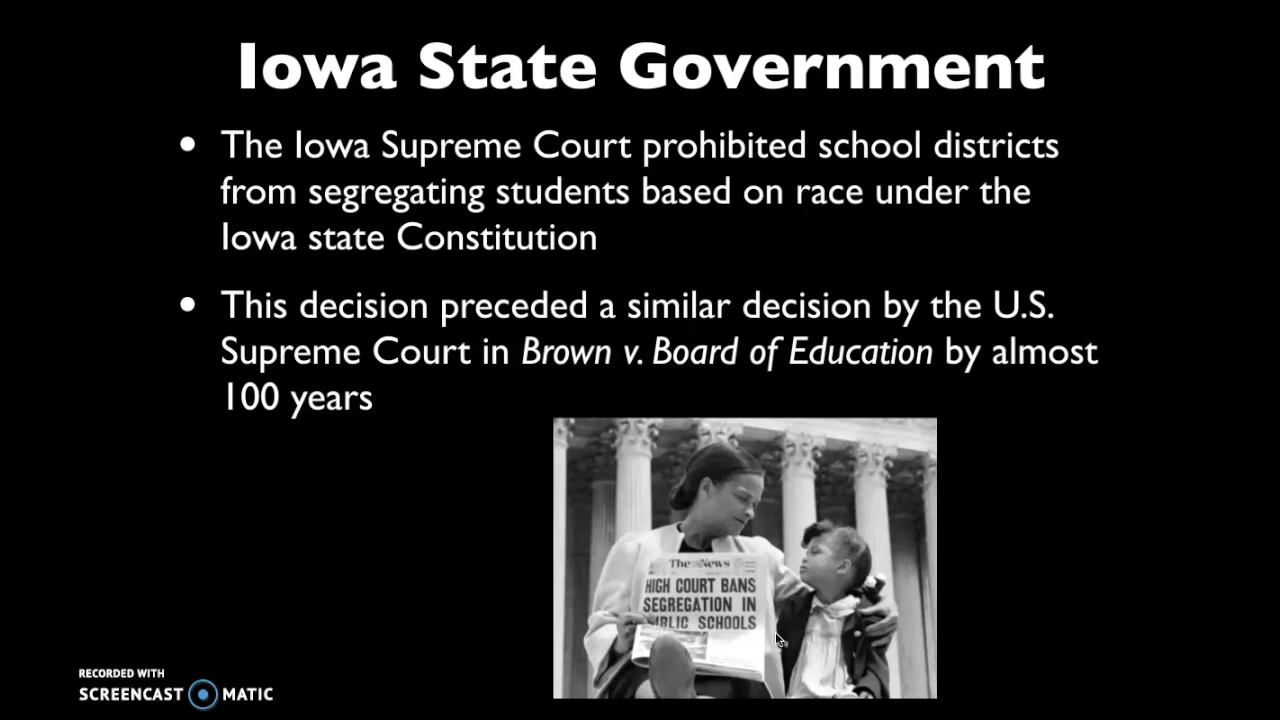 Iowa State Government
• The Iowa Supreme Court prohibited school districts
from segregating students based on race under the
Iowa state Constitution
• This decision preceded a similar decision by the U.S.
Supreme Court in Brown v. Board of Education by almost
100 years
The News
HIGH COURT BANS
SEGREGATION IN
PUBLIC SCHOOLS
RECORDED WITH
SCREENCAST MATIC